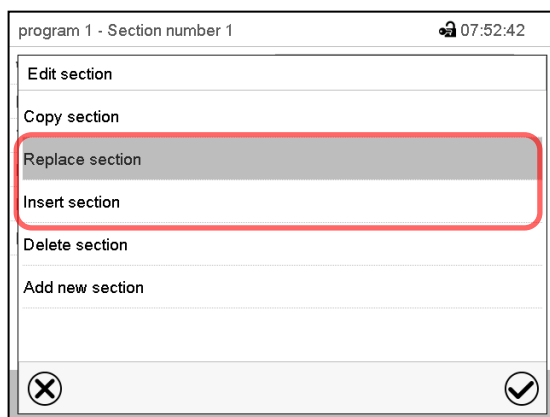 program 1 - Section number 1 07:52:42
Edit section
Copy section
Replace section
Insert section
Delete section
Add new section